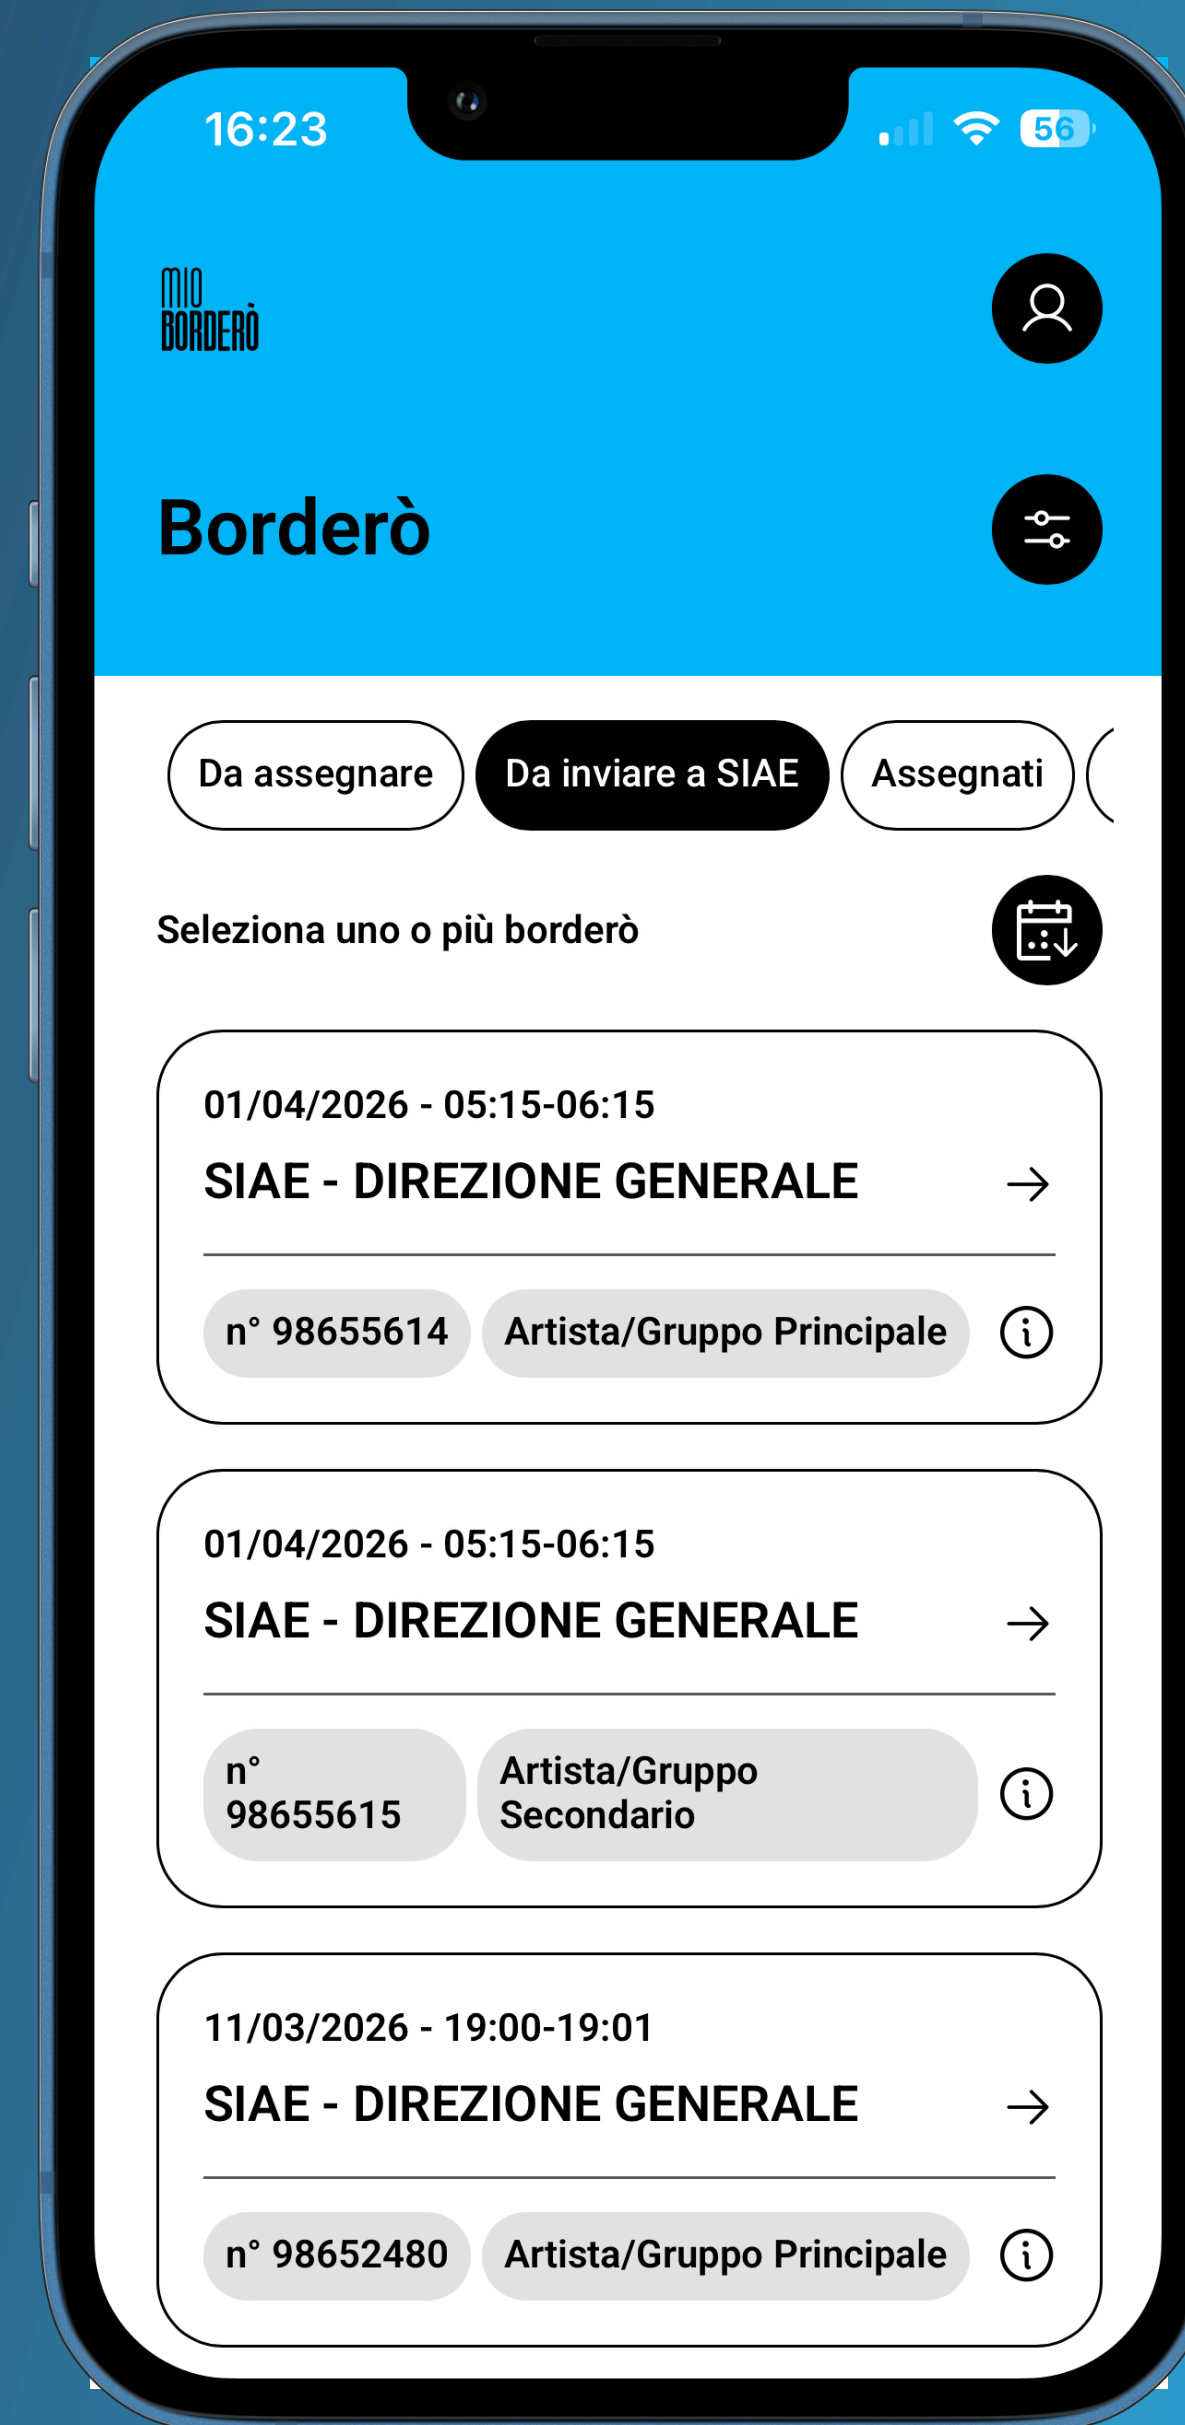 16:23
56
MIO
BORDERÒ
Borderò
Da assegnare
Da inviare a SIAE
Assegnati
Seleziona uno o più borderò
01/04/2026 - 05:15-06:15
SIAE - DIREZIONE GENERALE
n° 98655614
Artista/Gruppo Principale
01/04/2026 - 05:15-06:15
SIAE - DIREZIONE GENERALE
n°
98655615
Artista/Gruppo
Secondario
11/03/2026 - 19:00-19:01
SIAE - DIREZIONE GENERALE
n° 98652480
Artista/Gruppo Principale